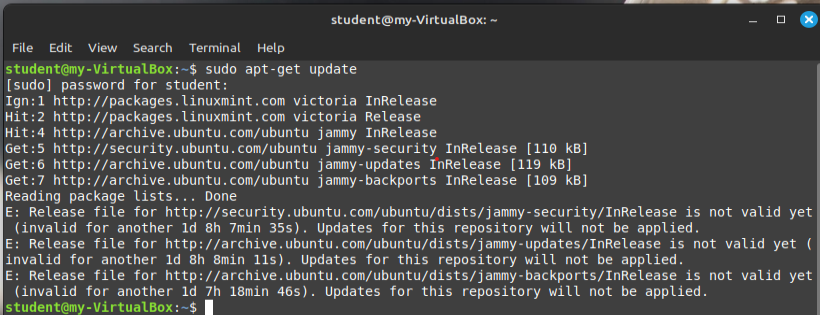 student@my-VirtualBox: ~
File Edit View Search Terminal Help
student@my-VirtualBox:~$ sudo apt-get update
[sudo] password for student:
Ign:1 http://packages.linuxmint.com victoria InRelease
Hit:2 http://packages.linuxmint.com victoria Release
Hit:4 http://archive.ubuntu.com/ubuntu jammy InRelease
Get:5 http://security.ubuntu.com/ubuntu jammy-security InRelease [110 kB]
Get:6 http://archive.ubuntu.com/ubuntu jammy-updates InRelease [119 kB]
Get:7 http://archive.ubuntu.com/ubuntu jammy-backports InRelease [109 kB]
Reading package lists... Done
E: Release file for http://security.ubuntu.com/ubuntu/dists/jammy-security/InRelease is not valid yet
(invalid for another 1d 8h 7min 35s). Updates for this repository will not be applied.
E: Release file for http://archive.ubuntu.com/ubuntu/dists/jammy-updates/InRelease is not valid yet (
invalid for another 1d 8h 8min 11s). Updates for this repository will not be applied.
E: Release file for http://archive.ubuntu.com/ubuntu/dists/jammy-backports/InRelease is not valid yet
(invalid for another 1d 7h 18min 46s). Updates for this repository will not be applied.
student@my-VirtualBox:~$